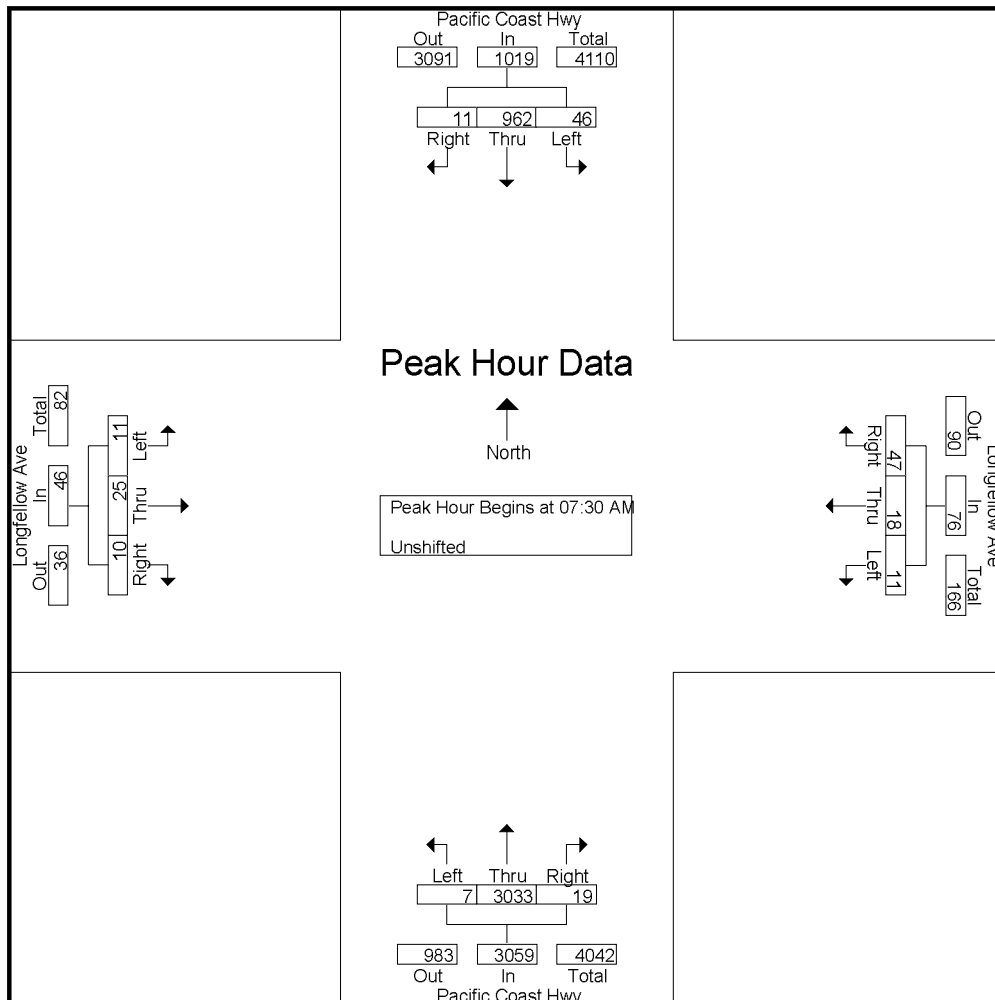 Pacific Coast Hwy
Out In Total
3091 1019 4110
11 962 46
Right Thru Left
Peak Hour Data
North
Peak Hour Begins at 07:30 AM
Unshifted
Longfellow Ave
Total In Out
82 46 36
11 25 10
Left Thru Right
Right Thru Left
47 18 11
90 76 166
Out In Total
Longfellow Ave
Left Thru Right
7 3033 19
983 3059 4042
Out In Total
Pacific Coast Hwy